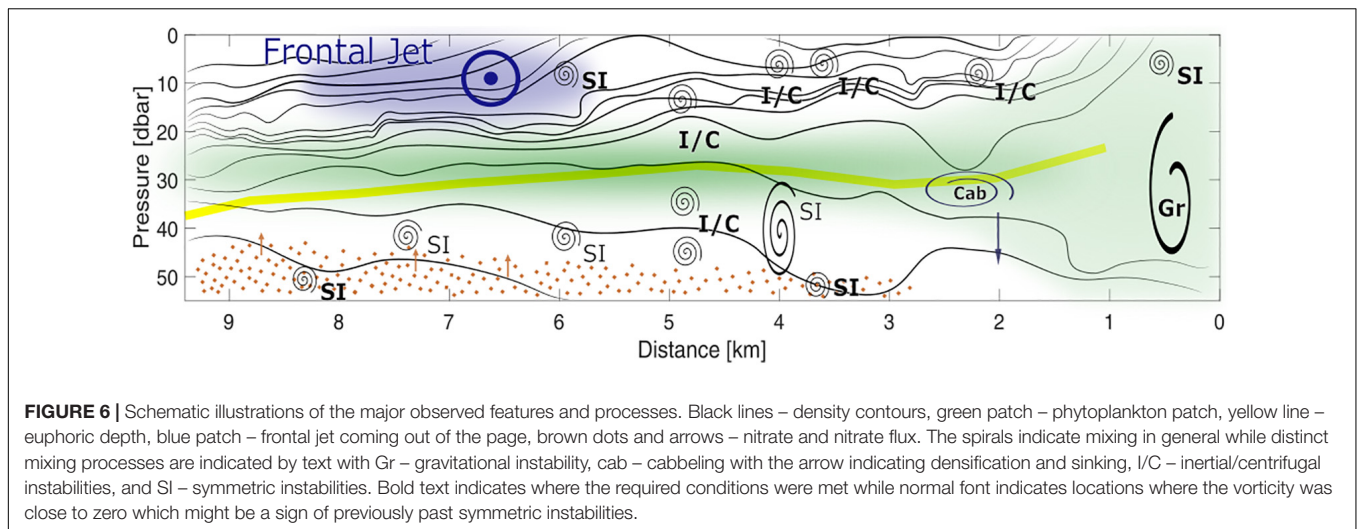 Frontal Jet
0
10
20
30
40
50
Pressure [dbar]
SI
I/C
I/C
I/C
SI
I/C
Cab
Gr
SI
I/C
SI
SI
SI
SI
9 8 7 6 5 4 3 2 1 0
Distance [km]
FIGURE 6 | Schematic illustrations of the major observed features and processes. Black lines – density contours, green patch – phytoplankton patch, yellow line –
euphoric depth, blue patch – frontal jet coming out of the page, brown dots and arrows – nitrate and nitrate flux. The spirals indicate mixing in general while distinct
mixing processes are indicated by text with Gr – gravitational instability, cab – cabbeling with the arrow indicating densification and sinking, I/C – inertial/centrifugal
instabilities, and SI – symmetric instabilities. Bold text indicates where the required conditions were met while normal font indicates locations where the vorticity was
close to zero which might be a sign of previously past symmetric instabilities.